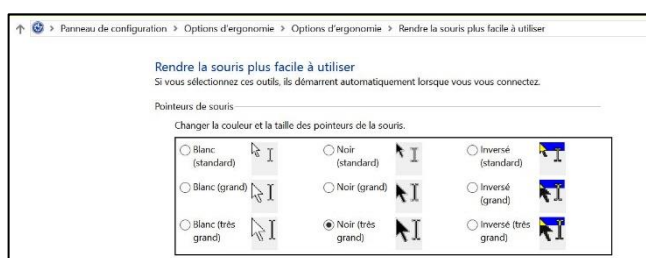 Panneau de configuration > Options d'ergonomie > Options d'ergonomie > Rendre la souris plus facile à utiliser
Rendre la souris plus facile à utiliser
Si vous sélectionnez ces outils, ils démarrent automatiquement lorsque vous vous connectez.
Pointeurs de souris
Changer la couleur et la taille des pointeurs de la souris.
Blanc
(standard)
Noir
(standard)
Inversé
(standard)
Blanc (grand)
Noir (grand)
Inversé
(grand)
Blanc (très
grand)
Noir (très
grand)
Inversé (très
grand)